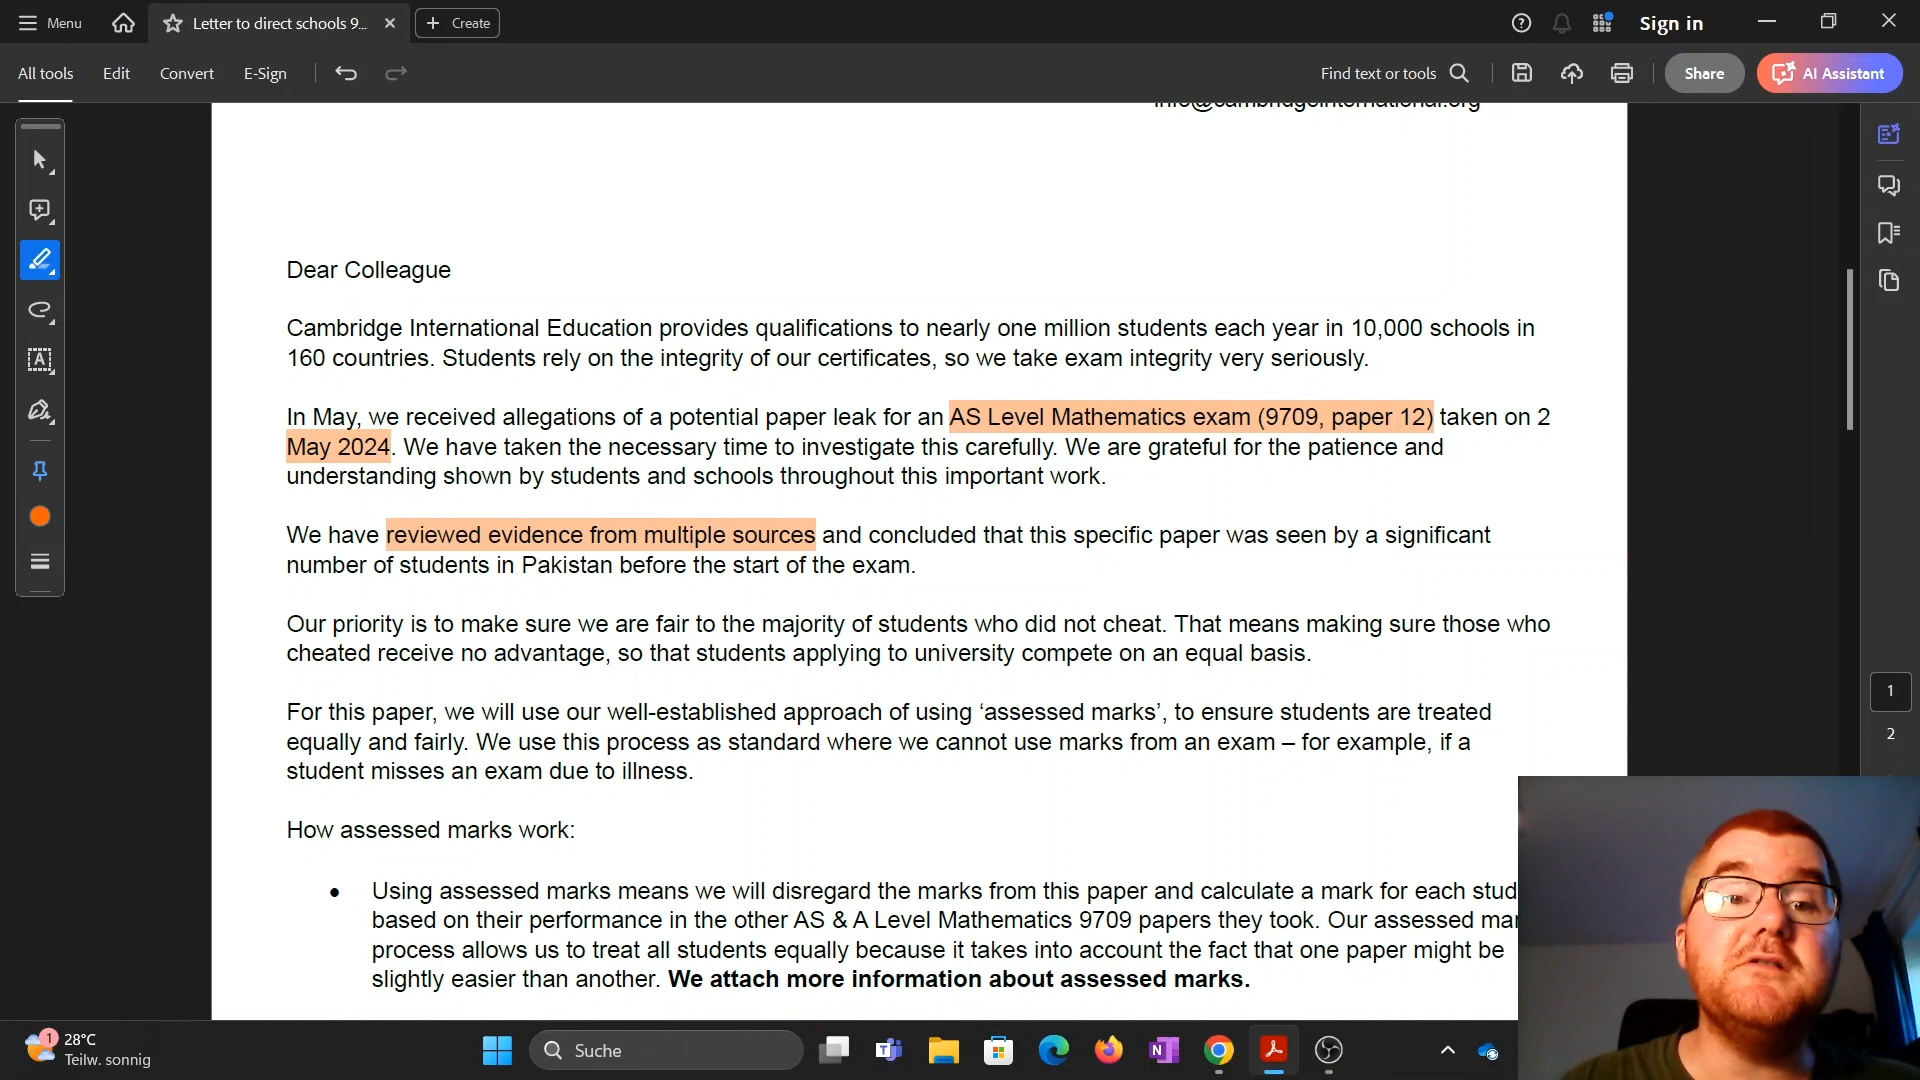 Menu
Letter to direct schools 9...
Create
Sign in
All tools
Edit
Convert
E-Sign
Find text or tools
Share
AI Assistant
info@cambridgeinternational.org
Dear Colleague
Cambridge International Education provides qualifications to nearly one million students each year in 10,000 schools in
160 countries. Students rely on the integrity of our certificates, so we take exam integrity very seriously.
In May, we received allegations of a potential paper leak for an AS Level Mathematics exam (9709, paper 12) taken on 2
May 2024. We have taken the necessary time to investigate this carefully. We are grateful for the patience and
understanding shown by students and schools throughout this important work.
We have reviewed evidence from multiple sources and concluded that this specific paper was seen by a significant
number of students in Pakistan before the start of the exam.
Our priority is to make sure we are fair to the majority of students who did not cheat. That means making sure those who
cheated receive no advantage, so that students applying to university compete on an equal basis.
For this paper, we will use our well-established approach of using ‘assessed marks’, to ensure students are treated
equally and fairly. We use this process as standard where we cannot use marks from an exam – for example, if a
student misses an exam due to illness.
How assessed marks work:
• Using assessed marks means we will disregard the marks from this paper and calculate a mark for each stud
based on their performance in the other AS & A Level Mathematics 9709 papers they took. Our assessed mar
process allows us to treat all students equally because it takes into account the fact that one paper might be
slightly easier than another. We attach more information about assessed marks.
1
2
1
28°C
Teilw. sonnig
Suche